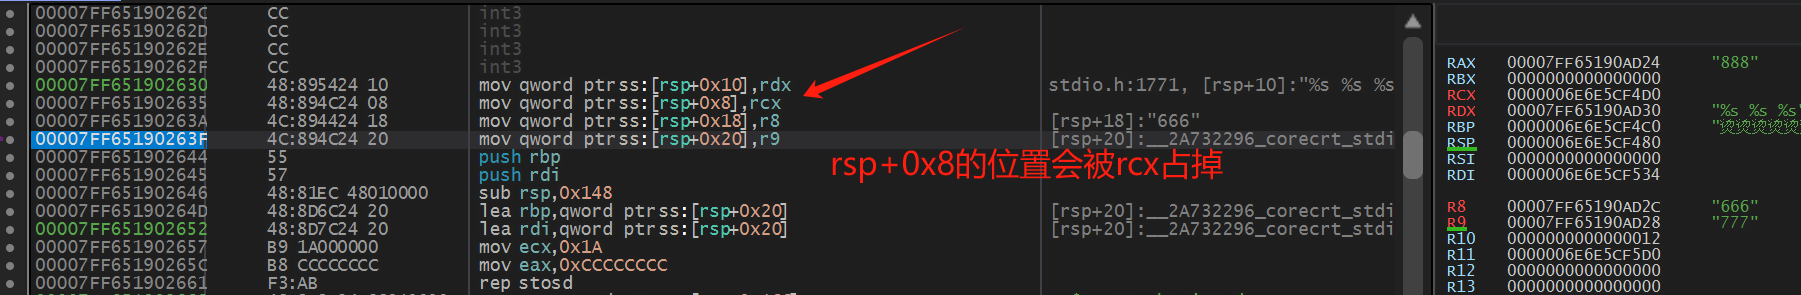 00007FF65190262C CC int3
00007FF65190262D CC int3
00007FF65190262E CC int3
00007FF65190262F CC int3
00007FF651902630 48:895424 10 mov qword ptrss:[rsp+0x10],rdx stdio.h:1771, [rsp+10]:"%s %s %s
00007FF651902635 48:894C24 08 mov qword ptrss:[rsp+0x8],rcx
00007FF65190263A 4C:894424 18 mov qword ptrss:[rsp+0x18],r8 [rsp+18]:"666"
00007FF65190263F 4C:894C24 20 mov qword ptrss:[rsp+0x20],r9 [rsp+20]:__2A732296_corecrt_stdi
00007FF651902644 55 push rbp
00007FF651902645 57 push rdi
00007FF651902646 48:81EC 48010000 sub rsp,0x148
00007FF65190264D 48:8D6C24 20 lea rbp,qword ptrss:[rsp+0x20] [rsp+20]:__2A732296_corecrt_stdi
00007FF651902652 48:8D7C24 20 lea rdi,qword ptrss:[rsp+0x20] [rsp+20]:__2A732296_corecrt_stdi
00007FF651902657 B9 1A000000 mov ecx,0x1A
00007FF65190265C B8 CCCCCCCC mov eax,0xCCCCCCCC
00007FF651902661 F3:AB rep stosd
rsp+0x8的位置会被rcx占掉
RAX 00007FF65190AD24 "888"
RBX 0000000000000000
RCX 0000006E6E5CF4D0
RDX 00007FF65190AD30 "%s %s %s"
RBP 0000006E6E5CF4C0 "烫烫烫烫烫
RSP 0000006E6E5CF480
RSI 0000000000000000
RDI 0000006E6E5CF534
R8 00007FF65190AD2C "666"
R9 00007FF65190AD28 "777"
R10 0000000000000012
R11 0000006E6E5CF5D0
R12 0000000000000000
R13 0000000000000000